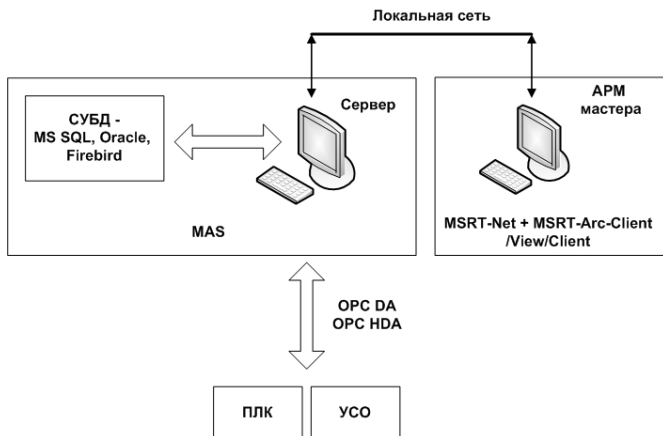 Локальная сеть
СУБД -
MS SQL, Oracle,
Firebird
Сервер
MAS
АРМ
мастера
MSRT-Net + MSRT-Arc-Client
/View/Client
OPC DA
OPC HDA
ПЛК
УСО